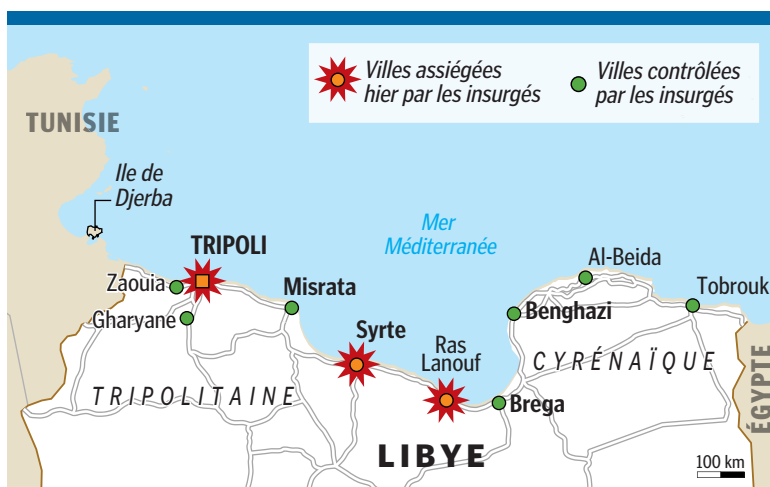 Villes assiégées
hier par les insurgés
Villes contrôlées
par les insurgés
TUNISIE
Ile de
Djerba
Mer
Méditerranée
TRIPOLI
Zaouia
Gharyane
Misrata
Syrte
Ras
Lanouf
Al-Beida
Tobrouk
Benghazi
Brega
TRIPOLITAINE
CYRÉNAÏQUE
LIBYE
ÉGYPTE
100 km